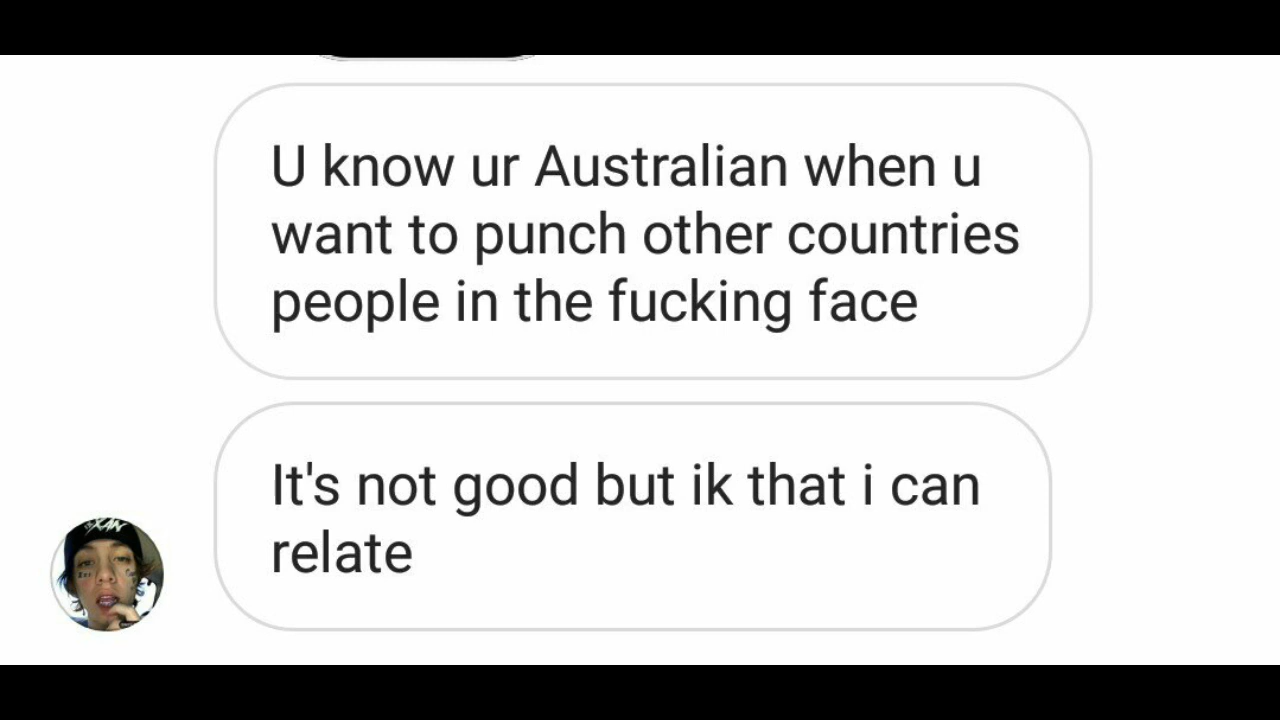 U know ur Australian when u
want to punch other countries
people in the fucking face
It's not good but ik that i can
relate